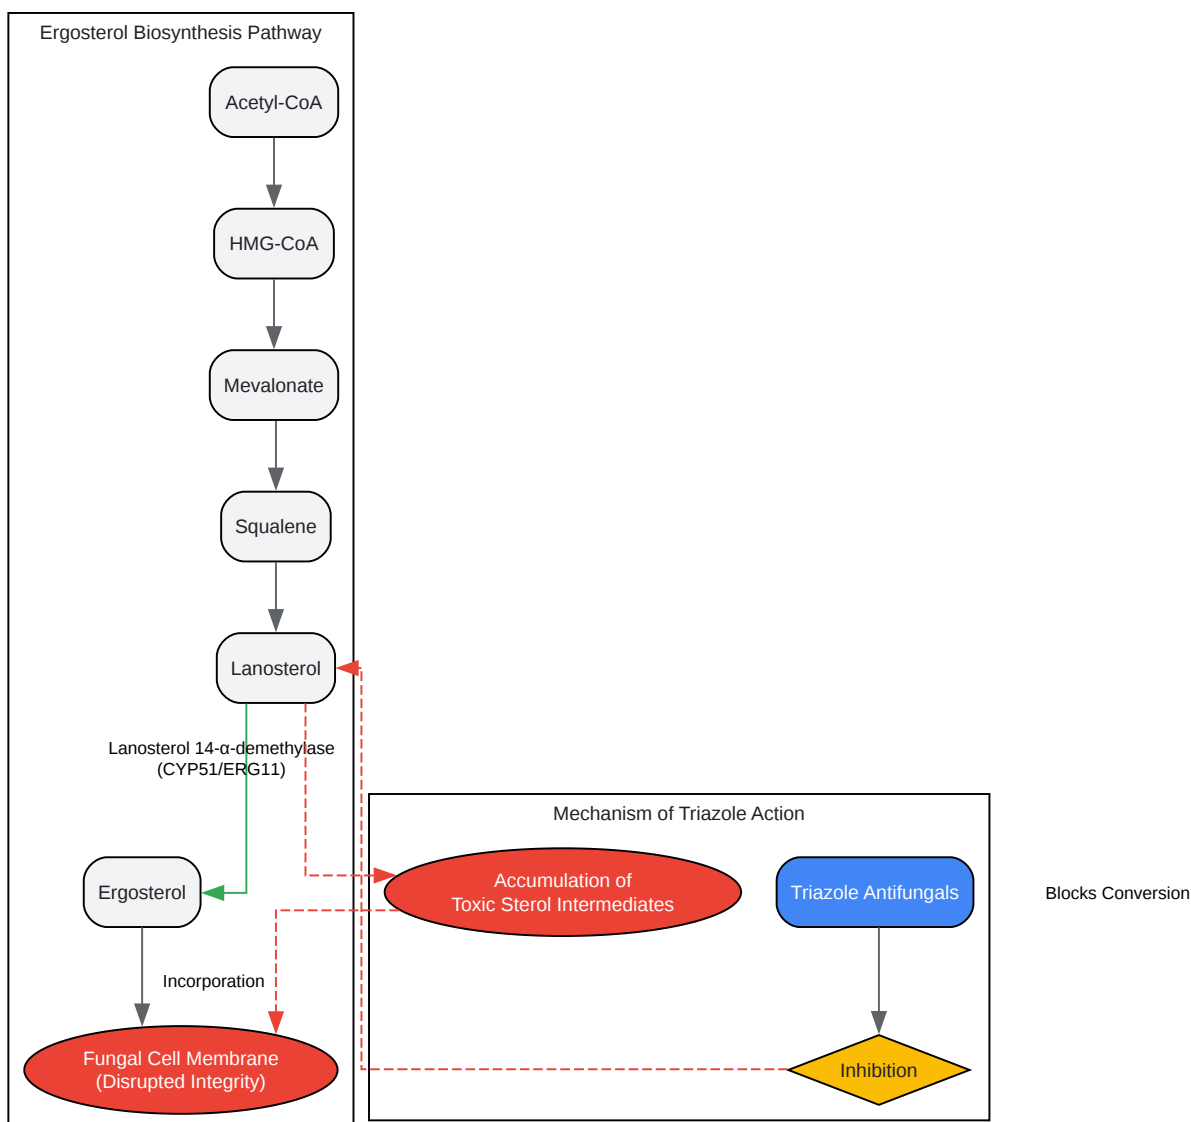 Ergosterol Biosynthesis Pathway
Acetyl-CoA
HMG-CoA
Mevalonate
Squalene
Lanosterol
Lanosterol 14-α-demethylase
(CYP51/ERG11)
Mechanism of Triazole Action
Ergosterol
Accumulation of
Toxic Sterol Intermediates
Triazole Antifungals
Blocks Conversion
Incorporation
Fungal Cell Membrane
(Disrupted Integrity)
Inhibition